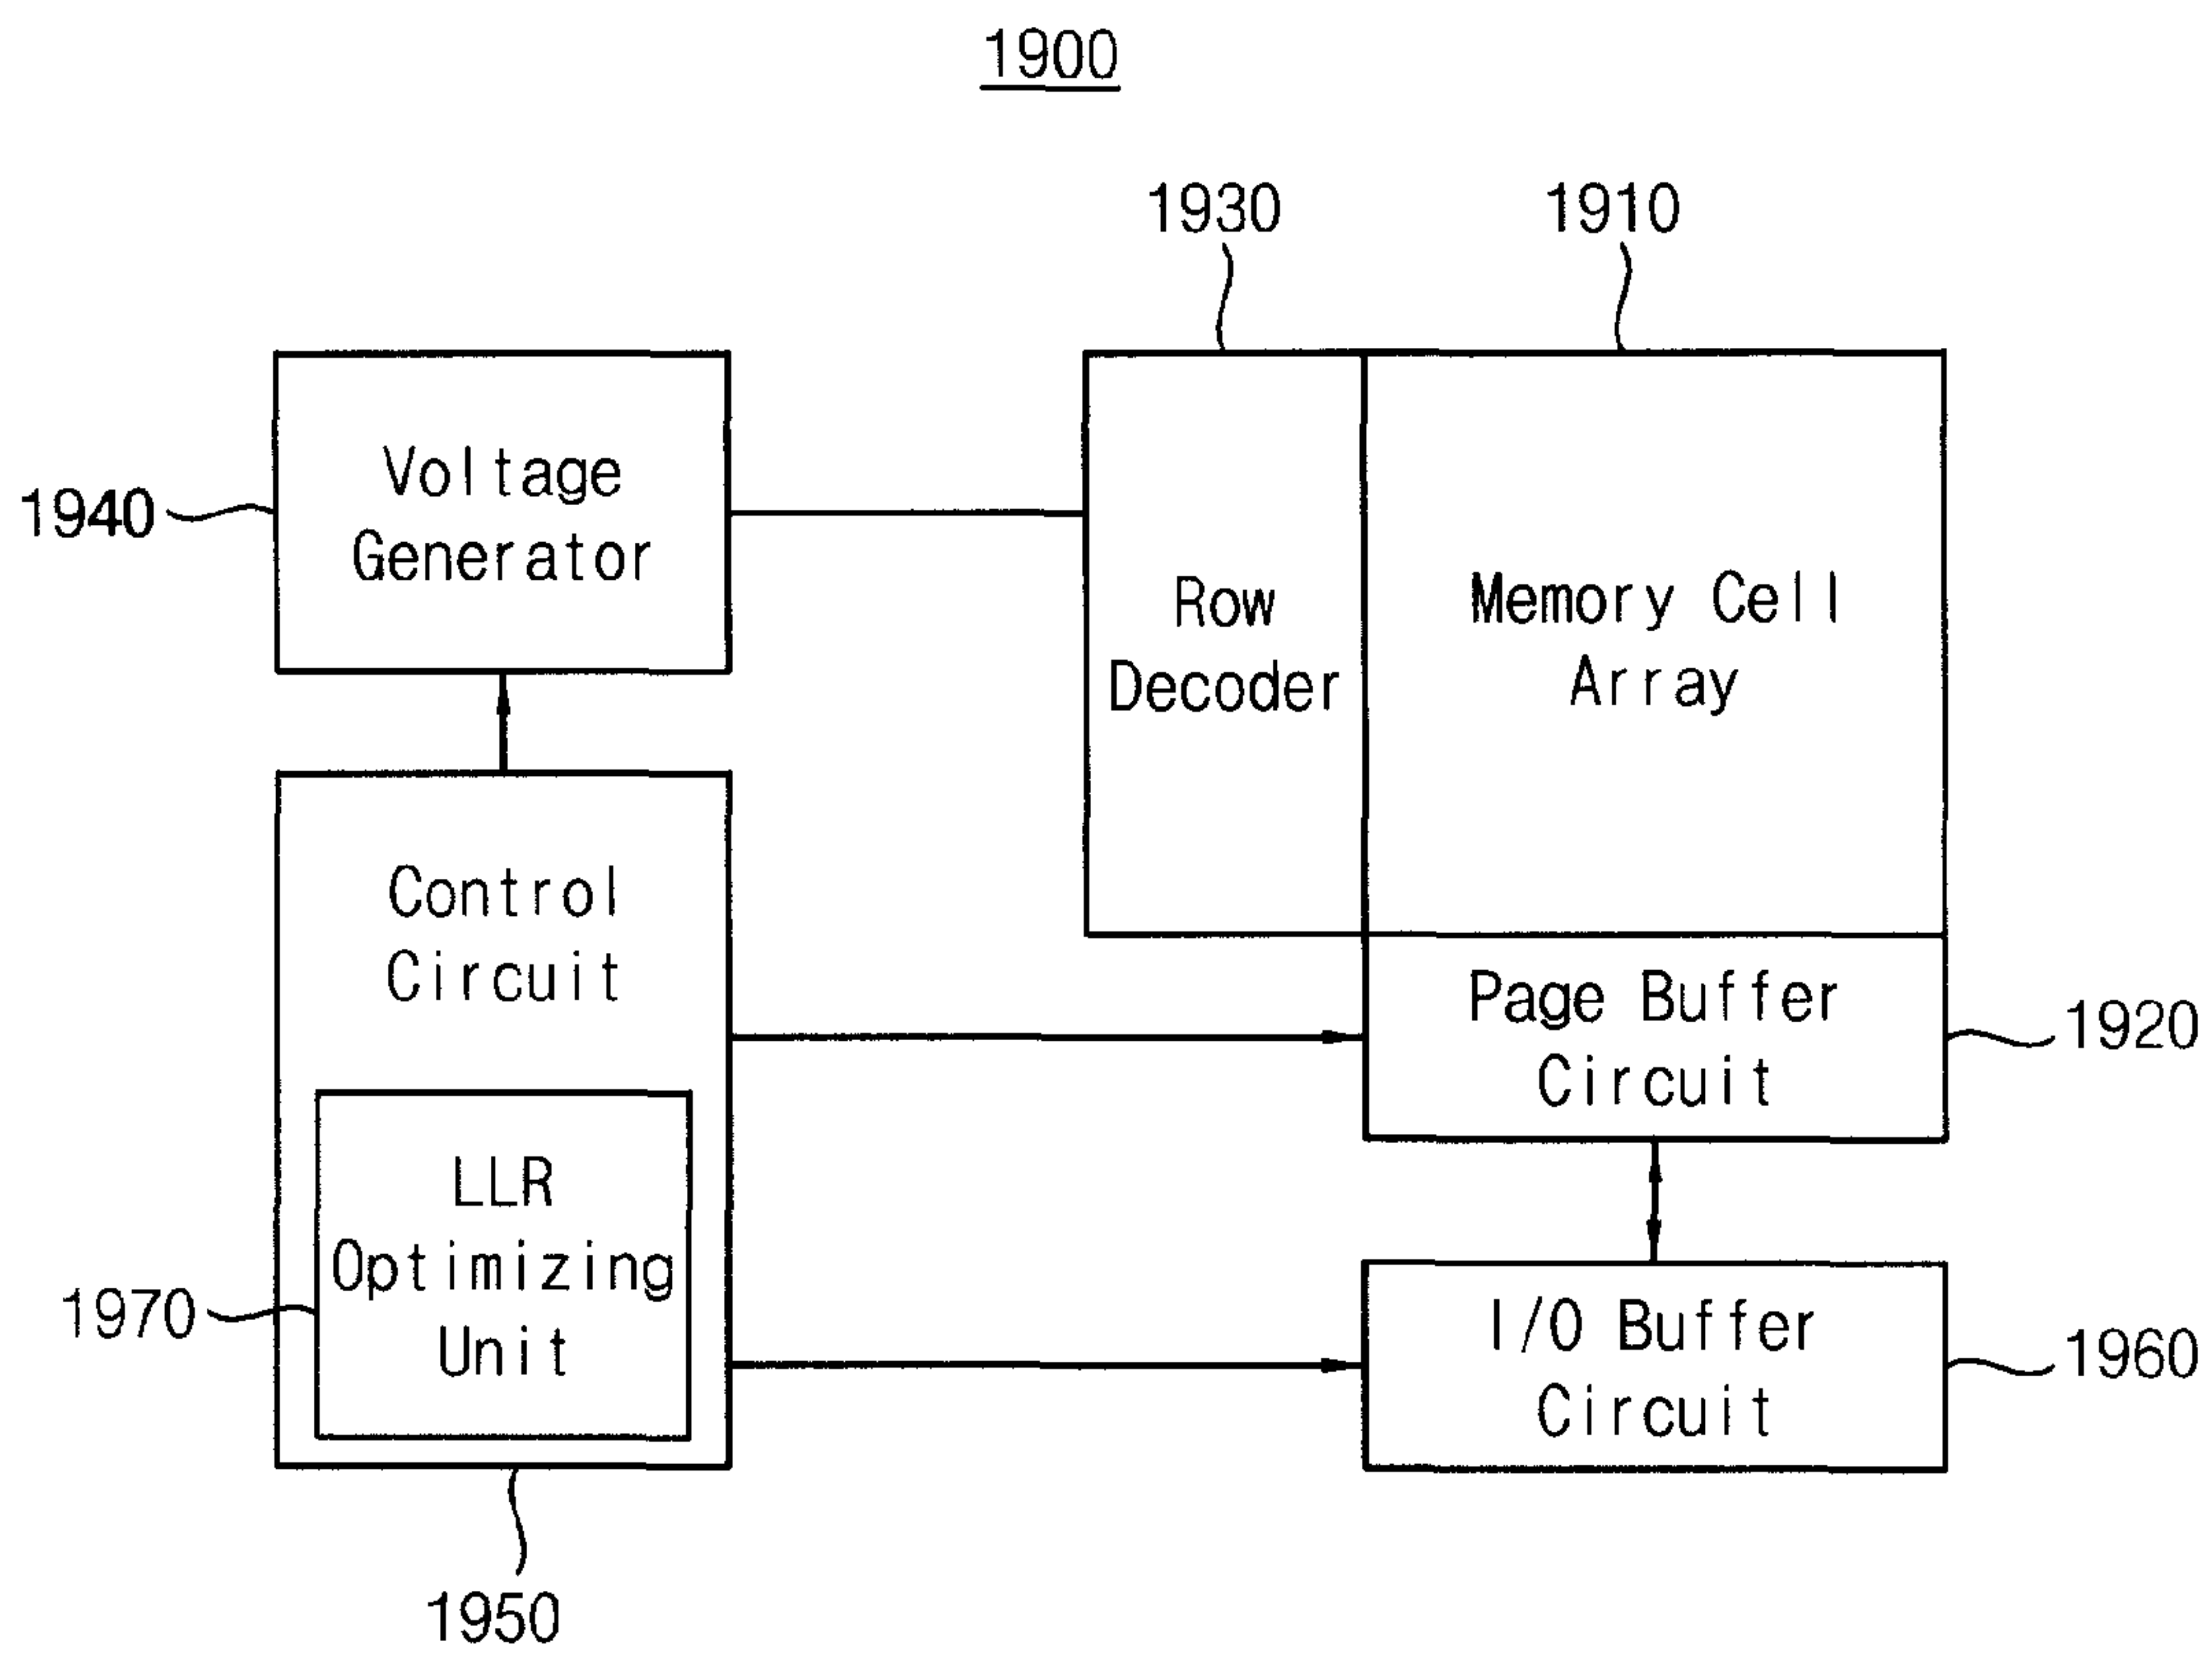 1900
1930
1910
1940
Voltage
Generator
Row
Decoder
Memory Cell
Array
Control
Circuit
Page Buffer
Circuit
1920
LLR
Optimizing
Unit
1970
I/O Buffer
Circuit
1960
1950